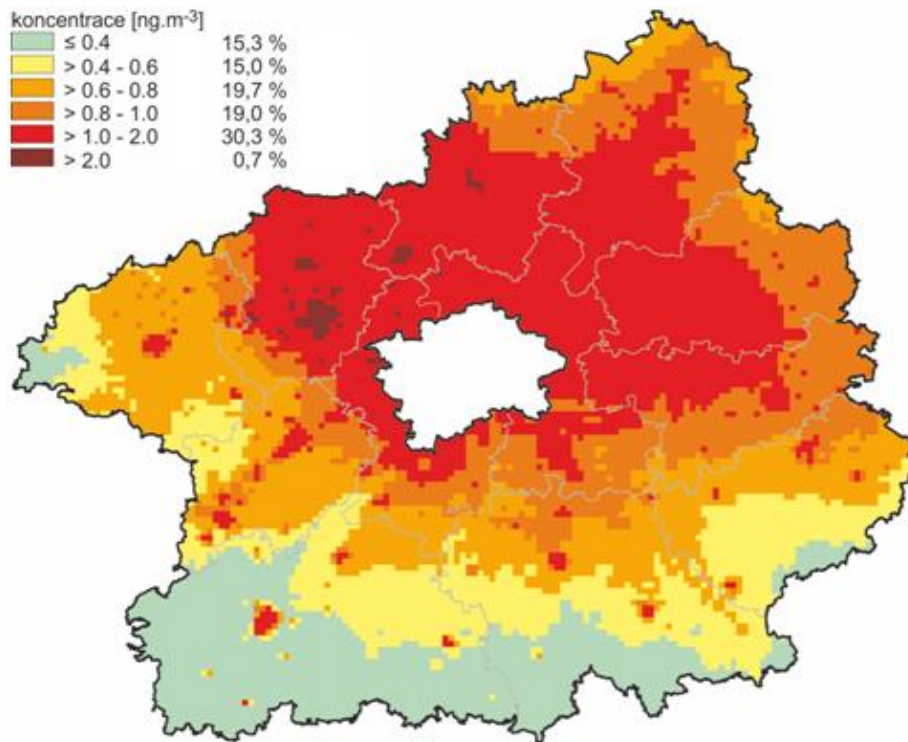 koncentrace [ng.m-3]
≤ 0.4 15,3 %
> 0.4 - 0.6 15,0 %
> 0.6 - 0.8 19,7 %
> 0.8 - 1.0 19,0 %
> 1.0 - 2.0 30,3 %
> 2.0 0,7 %